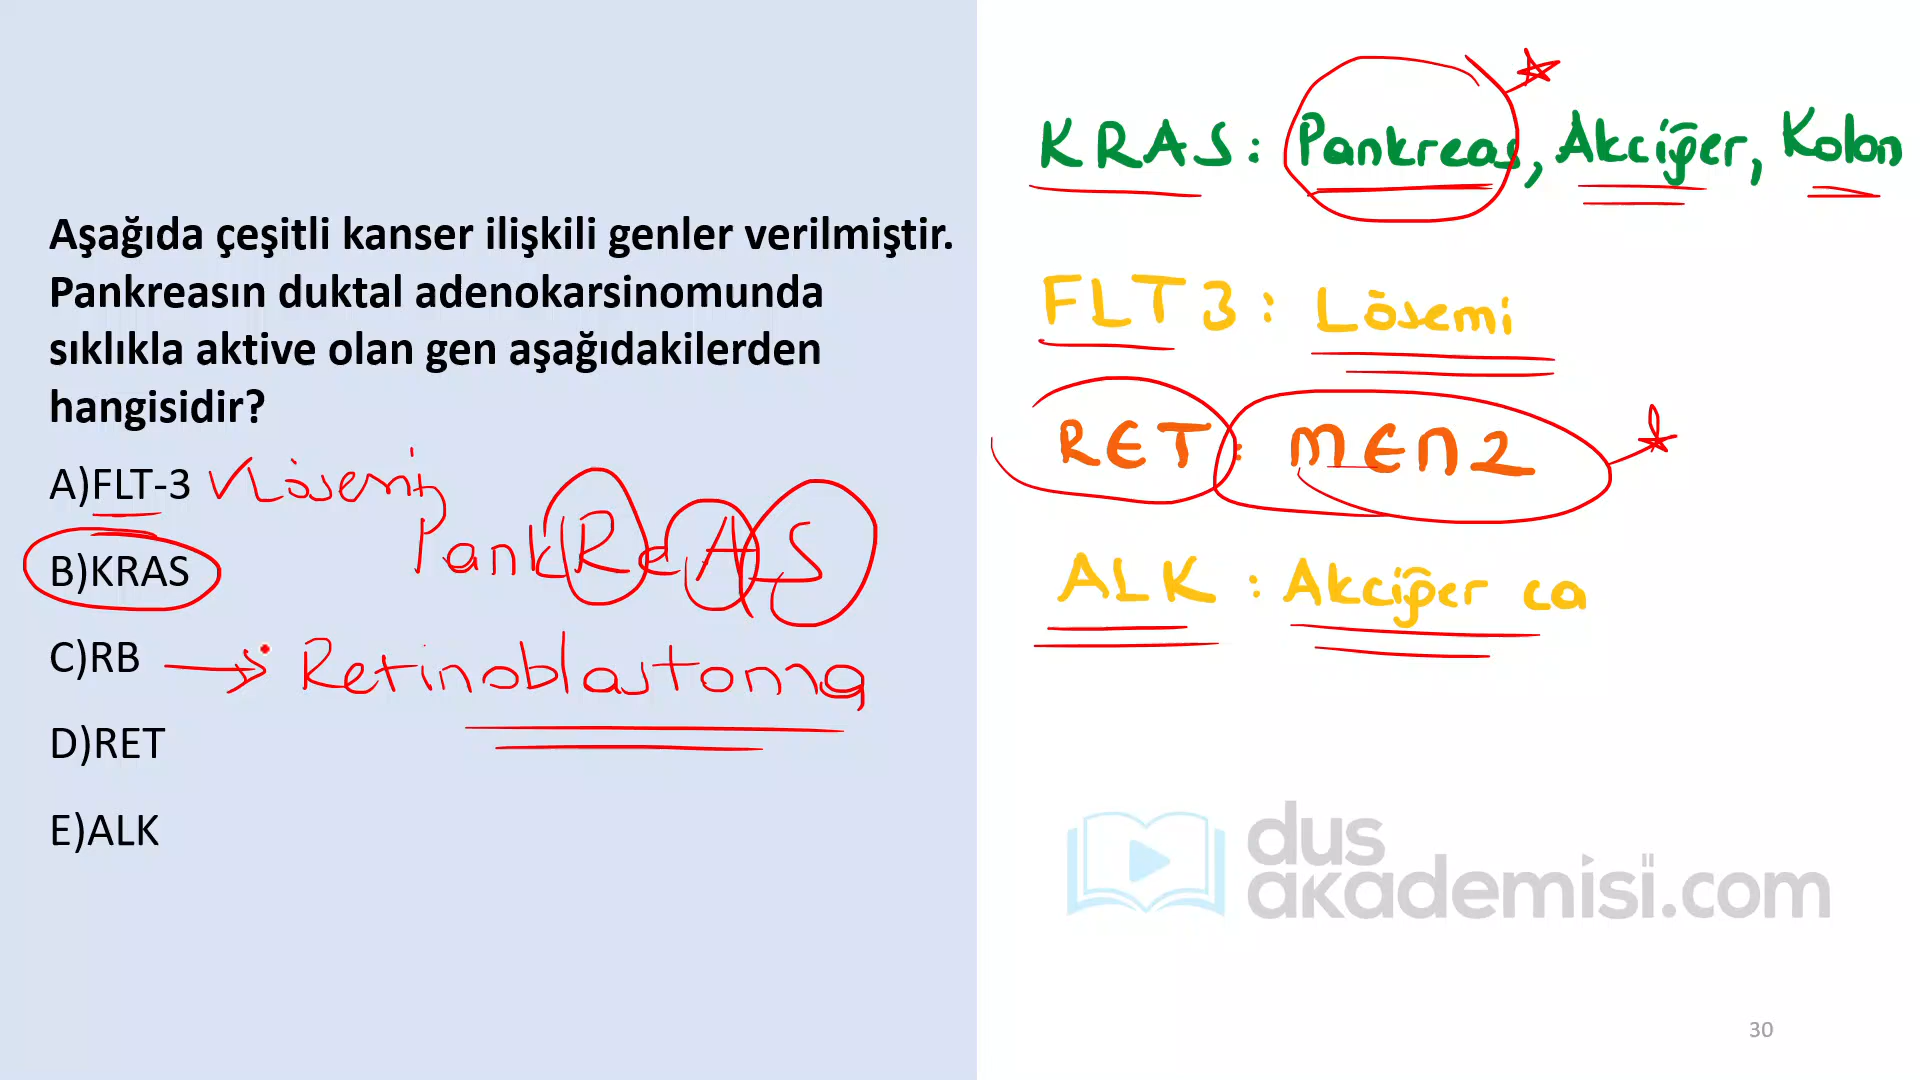 Aşağıda çeşitli kanser ilişkili genler verilmiştir.
Pankreasın duktal adenokarsinomunda
sıklıkla aktive olan gen aşağıdakilerden
hangisidir?
A)FLT-3 Lösemi
B)KRAS PankReAS
C)RB → Retinoblastoma
D)RET
E)ALK
KRAS: Pankreas, Akciğer, Kolon
FLT3: Lösemi
RET: MEN2
ALK: Akciğer ca
dus
akademisi.com
30